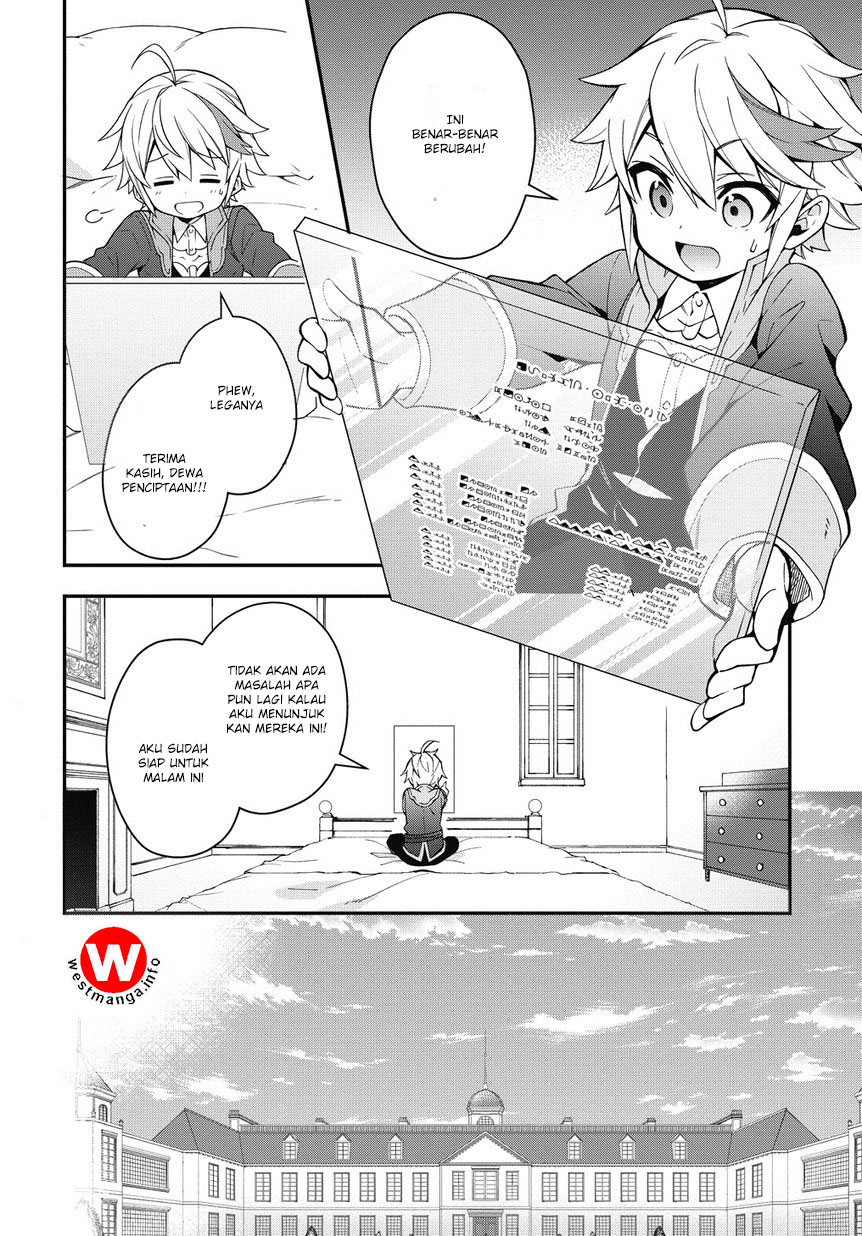 INI
BENAR-BENAR
BERUBAH!
PHEW,
LEGANYA
TERIMA
KASIH, DEWA
PENCIPTAAN!!!
TIDAK AKAN ADA
MASALAH APA
PUN LAGI KALAU
AKU MENUNJUK
KAN MEREKA INI!
AKU SUDAH
SIAP UNTUK
MALAM INI
W
westmanga.info